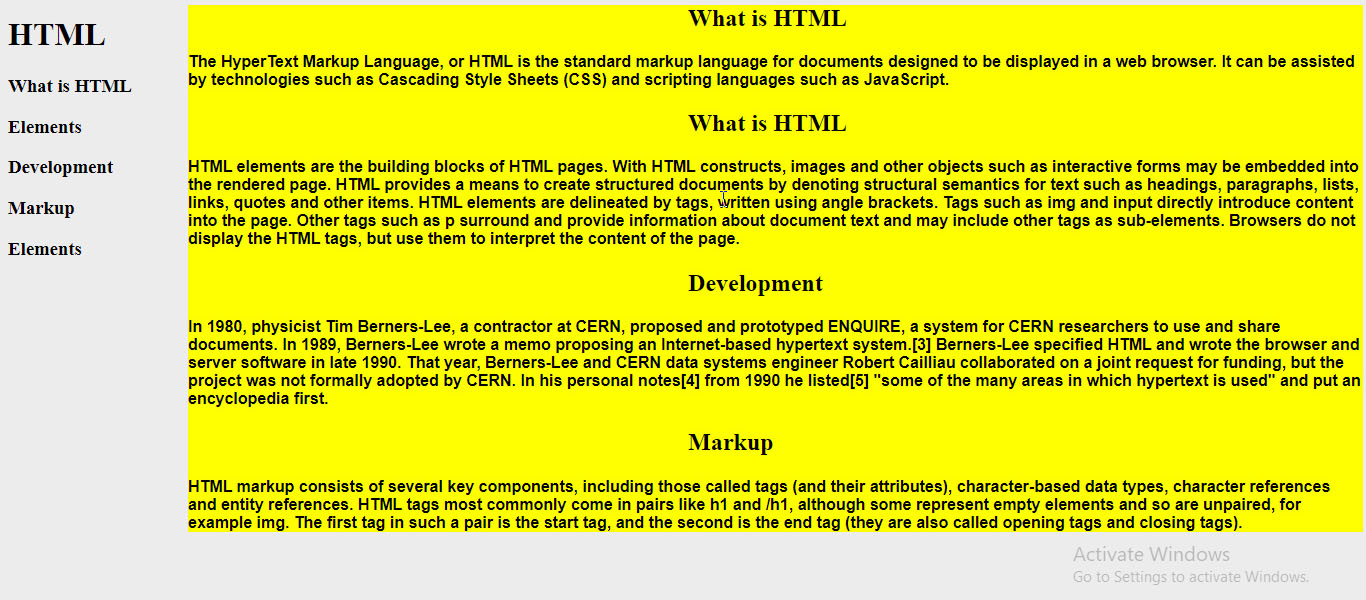 HTML
What is HTML
Elements
Development
Markup
Elements
What is HTML
The HyperText Markup Language, or HTML is the standard markup language for documents designed to be displayed in a web browser. It can be assisted
by technologies such as Cascading Style Sheets (CSS) and scripting languages such as JavaScript.
What is HTML
HTML elements are the building blocks of HTML pages. With HTML constructs, images and other objects such as interactive forms may be embedded into
the rendered page. HTML provides a means to create structured documents by denoting structural semantics for text such as headings, paragraphs, lists,
links, quotes and other items. HTML elements are delineated by tags, written using angle brackets. Tags such as img and input directly introduce content
into the page. Other tags such as p surround and provide information about document text and may include other tags as sub-elements. Browsers do not
display the HTML tags, but use them to interpret the content of the page.
Development
In 1980, physicist Tim Berners-Lee, a contractor at CERN, proposed and prototyped ENQUIRE, a system for CERN researchers to use and share
documents. In 1989, Berners-Lee wrote a memo proposing an Internet-based hypertext system.[3] Berners-Lee specified HTML and wrote the browser and
server software in late 1990. That year, Berners-Lee and CERN data systems engineer Robert Cailliau collaborated on a joint request for funding, but the
project was not formally adopted by CERN. In his personal notes[4] from 1990 he listed[5] "some of the many areas in which hypertext is used" and put an
encyclopedia first.
Markup
HTML markup consists of several key components, including those called tags (and their attributes), character-based data types, character references
and entity references. HTML tags most commonly come in pairs like h1 and /h1, although some represent empty elements and so are unpaired, for
example img. The first tag in such a pair is the start tag, and the second is the end tag (they are also called opening tags and closing tags).
Activate Windows
Go to Settings to activate Windows.